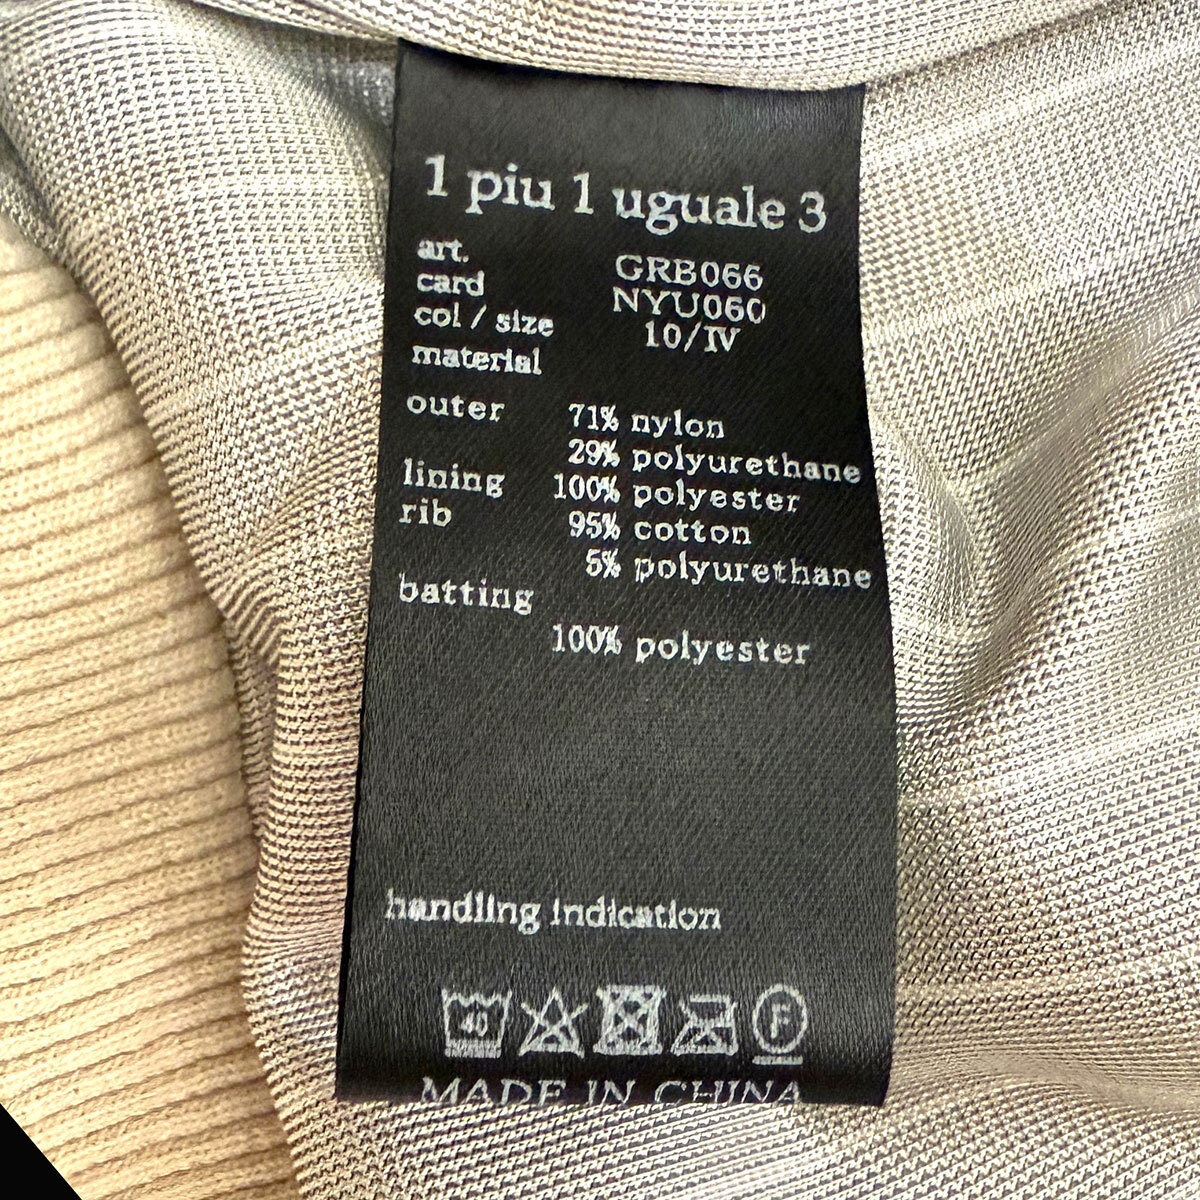 1 piu 1 uguale 3
art. GRB066
card NYU060
col / size 10/IV
material
outer 71% nylon
29% polyurethane
lining 100% polyester
rib 95% cotton
5% polyurethane
batting
100% polyester
handling indication
40 F
MADE IN CHINA